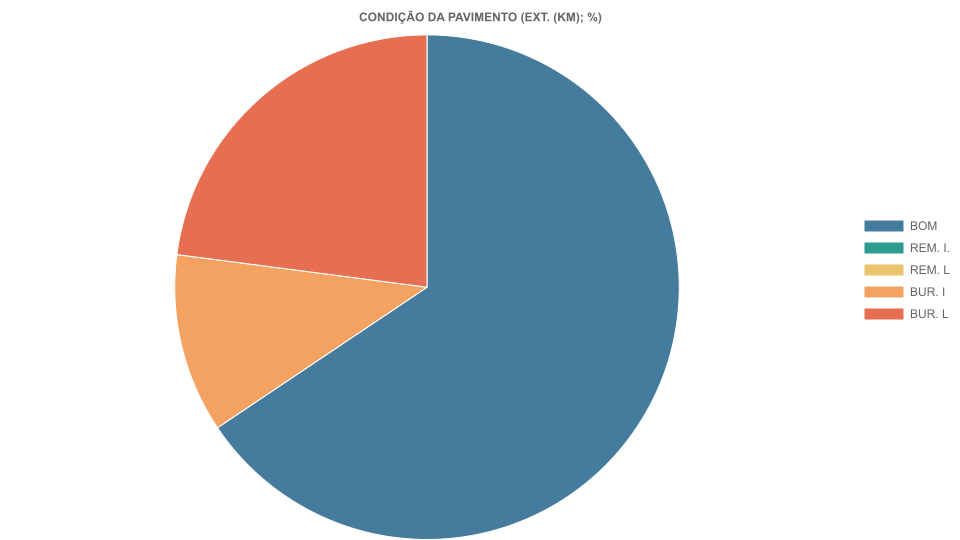 CONDIÇÃO DA PAVIMENTO (EXT. (KM); %)
BOM
REM. I.
REM. L
BUR. I
BUR. L